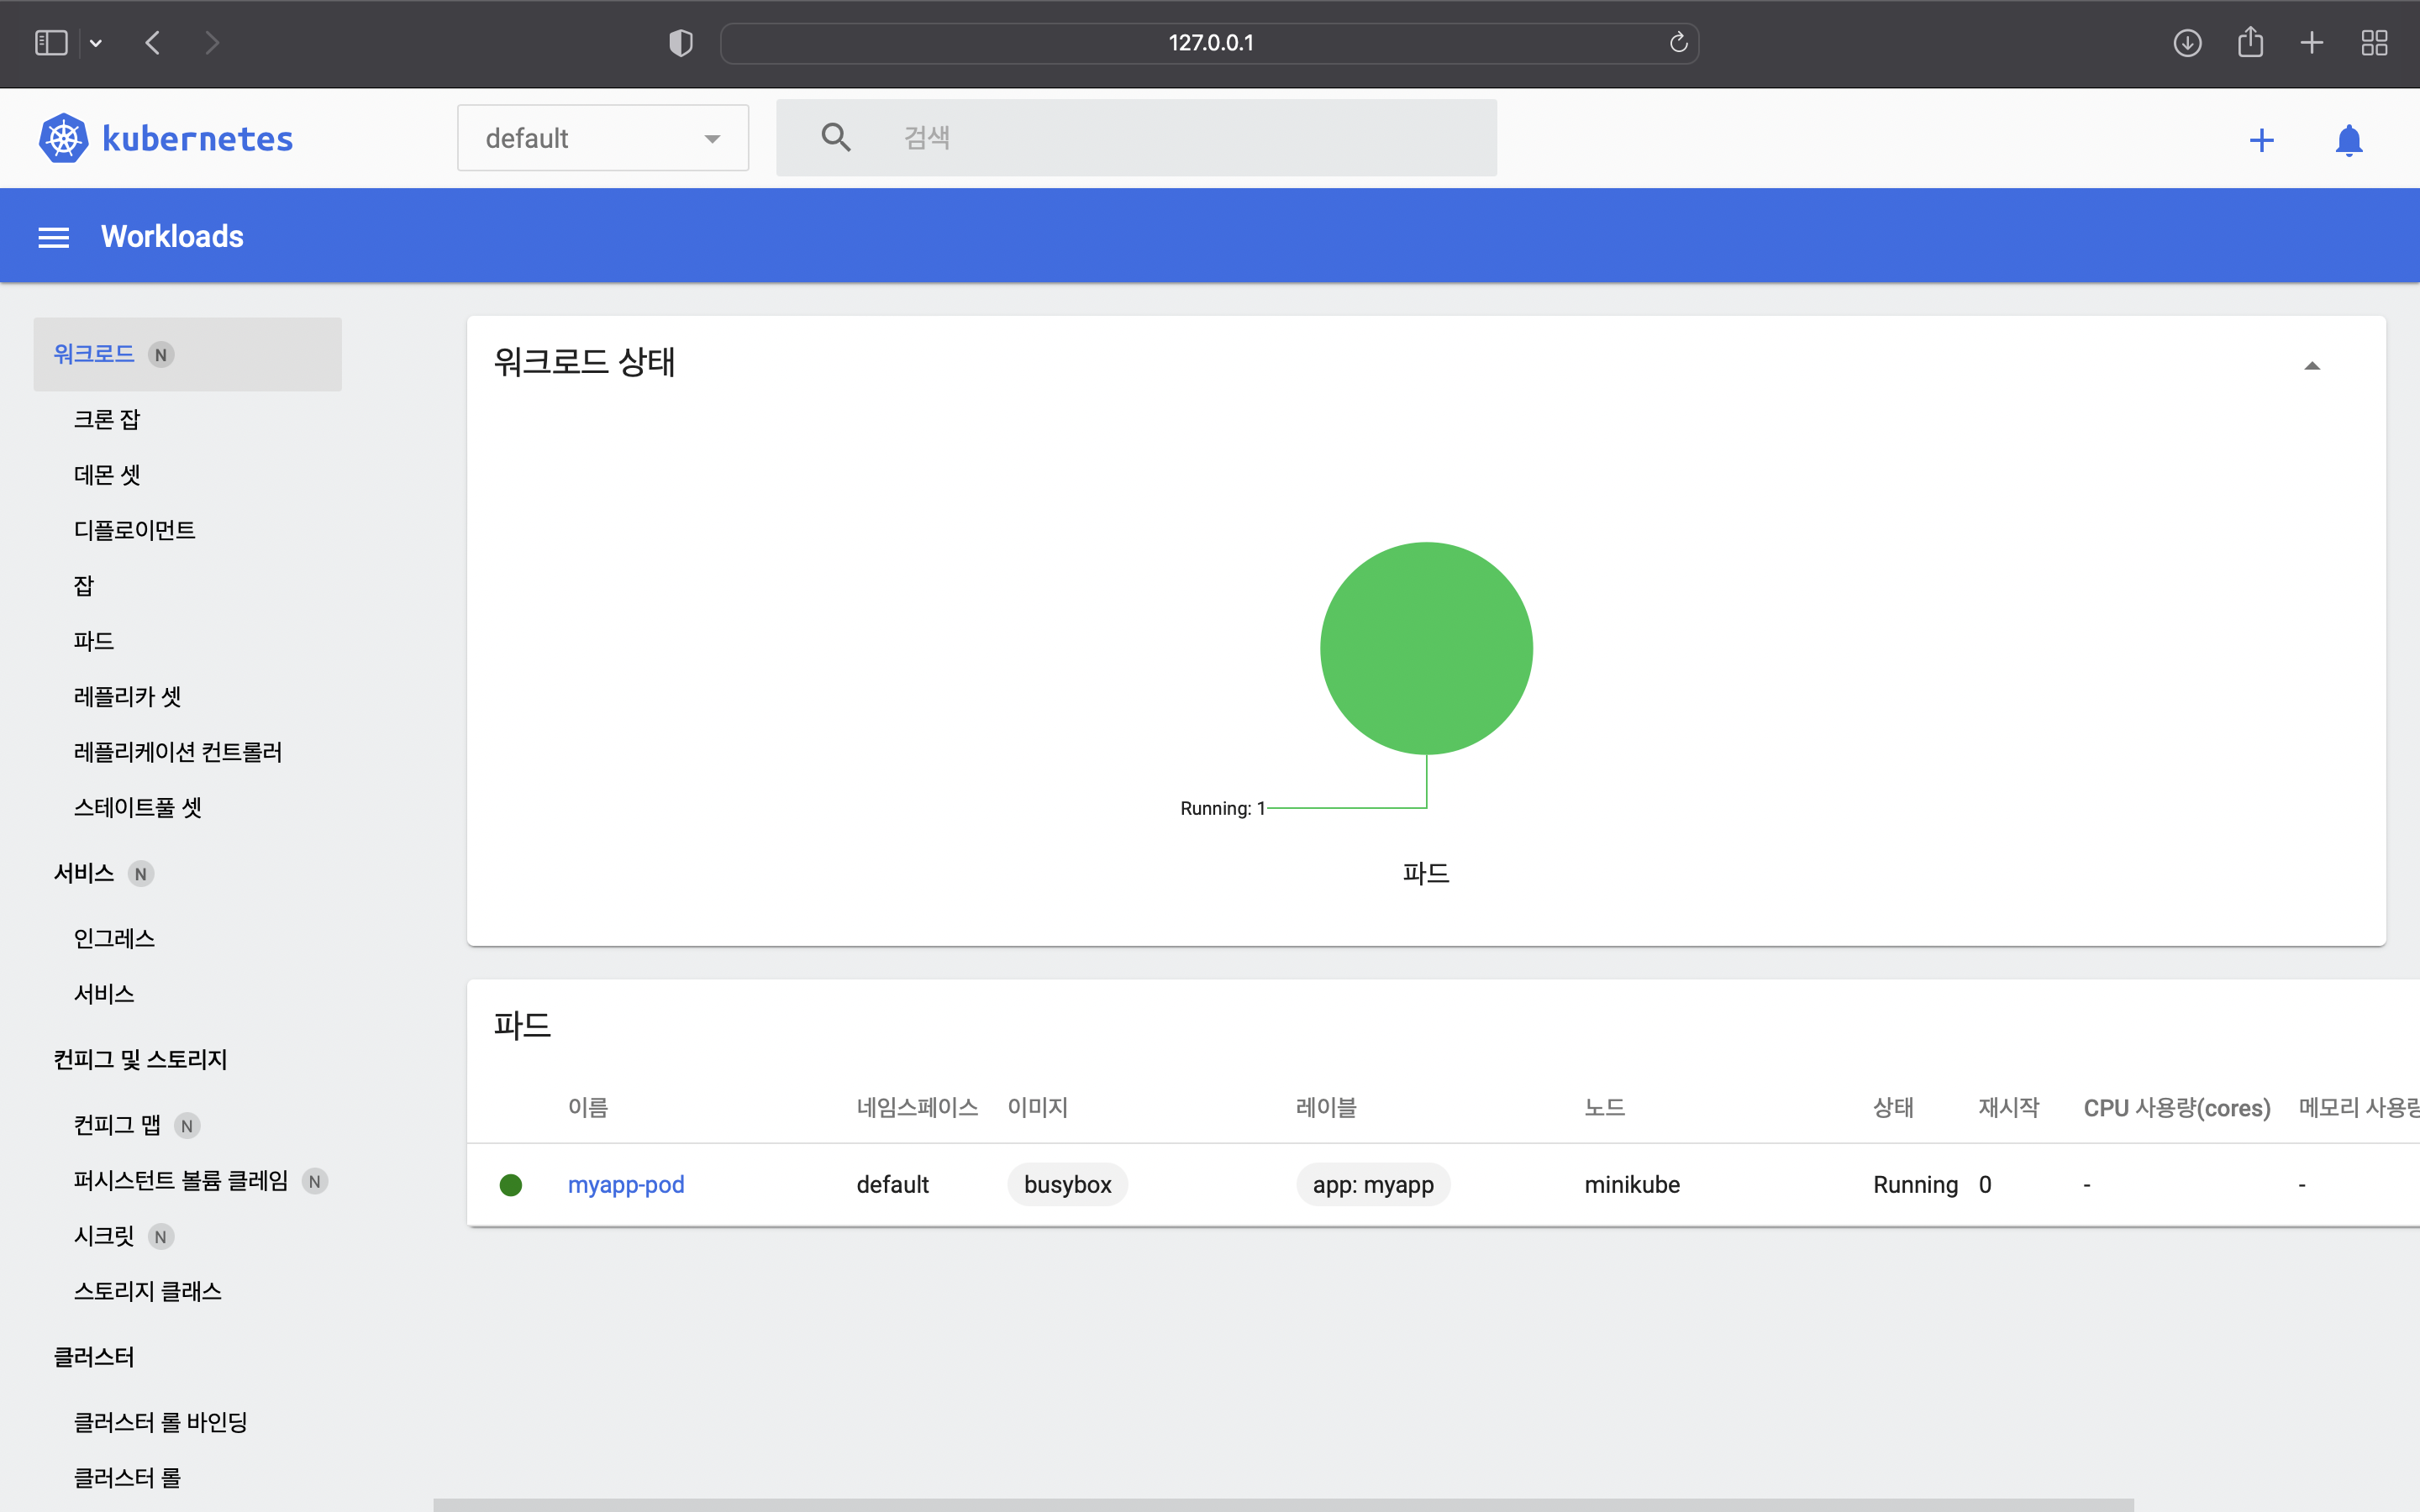 127.0.0.1
kubernetes
default
검색
Workloads
워크로드 N
크론 잡
데몬 셋
디플로이먼트
잡
파드
레플리카 셋
레플리케이션 컨트롤러
스테이트풀 셋
서비스 N
인그레스
서비스
컨피그 및 스토리지
컨피그 맵 N
퍼시스턴트 볼륨 클레임 N
시크릿 N
스토리지 클래스
클러스터
클러스터 롤 바인딩
클러스터 롤
워크로드 상태
Running: 1
파드
파드
이름 네임스페이스 이미지 레이블 노드 상태 재시작 CPU 사용량(cores) 메모리 사용량
myapp-pod default busybox app: myapp minikube Running 0 - -